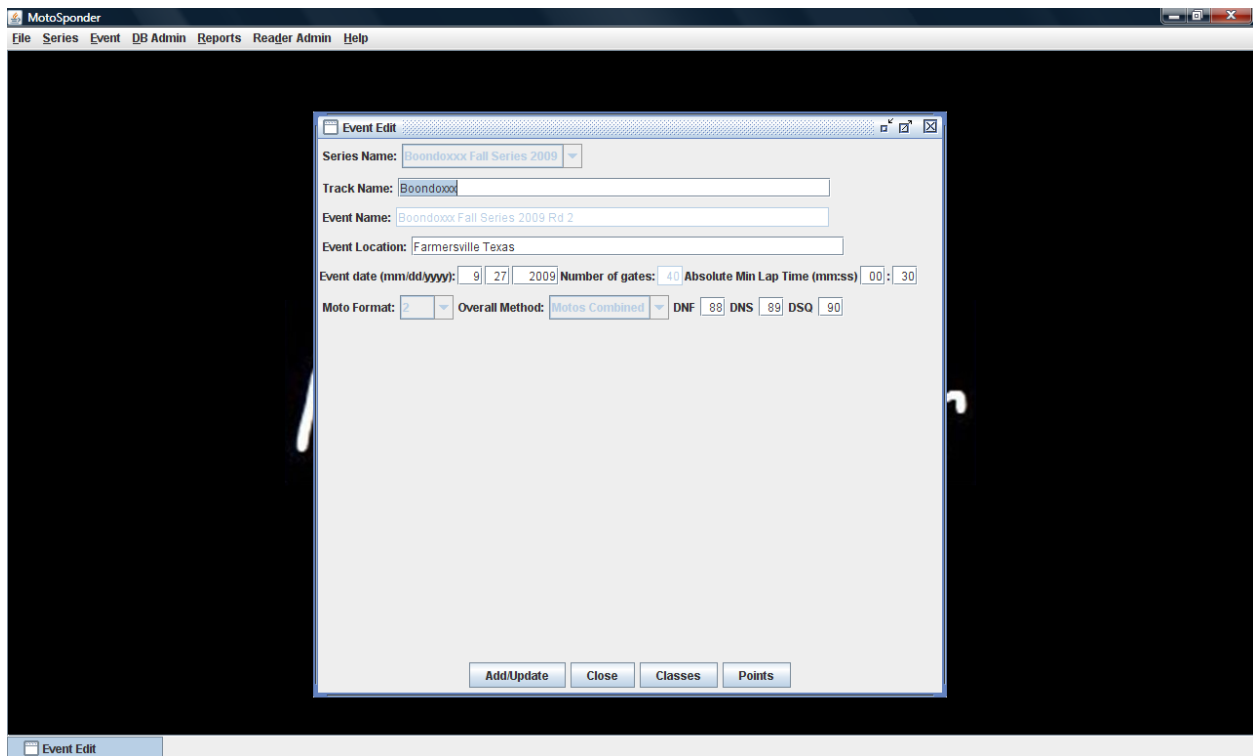 MotoSponder
File Series Event DB Admin Reports Reader Admin Help
Event Edit
Series Name: Boondoxxx Fall Series 2009
Track Name: Boondoxxx
Event Name: Boondoxxx Fall Series 2009 Rd 2
Event Location: Farmersville Texas
Event date (mm/dd/yyyy): 9 27 2009 Number of gates: 40 Absolute Min Lap Time (mm:ss) 00 : 30
Moto Format: 2 Overall Method: Motos Combined DNF 88 DNS 89 DSQ 90
Add/Update Close Classes Points
Event Edit